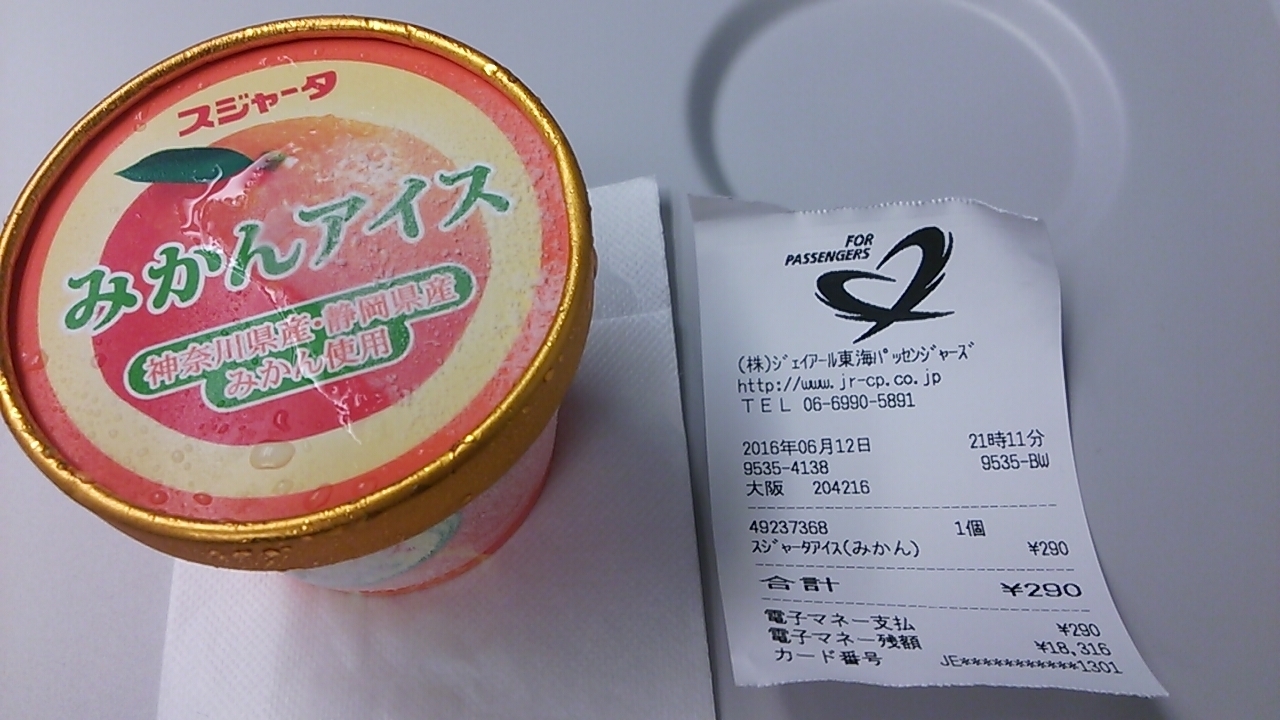 スジャータ
みかんアイス
神奈川県産・静岡県産
みかん使用
FOR
PASSENGERS
(株)ｼﾞｪｲｱｰﾙ東海ﾊﾟｯｾﾝｼﾞｬｰｽﾞ
http://www.jr-cp.co.jp
ＴＥＬ 06-6990-5891
2016年06月12日 21時11分
9535-4138 9535-BW
大阪 204216
49237368 1個
ｽｼﾞｬｰﾀｱｲｽ(みかん) ¥290
合計 ¥290
電子マネー支払 ¥290
電子マネー残額 ¥18,316
カード番号 JE***********1301